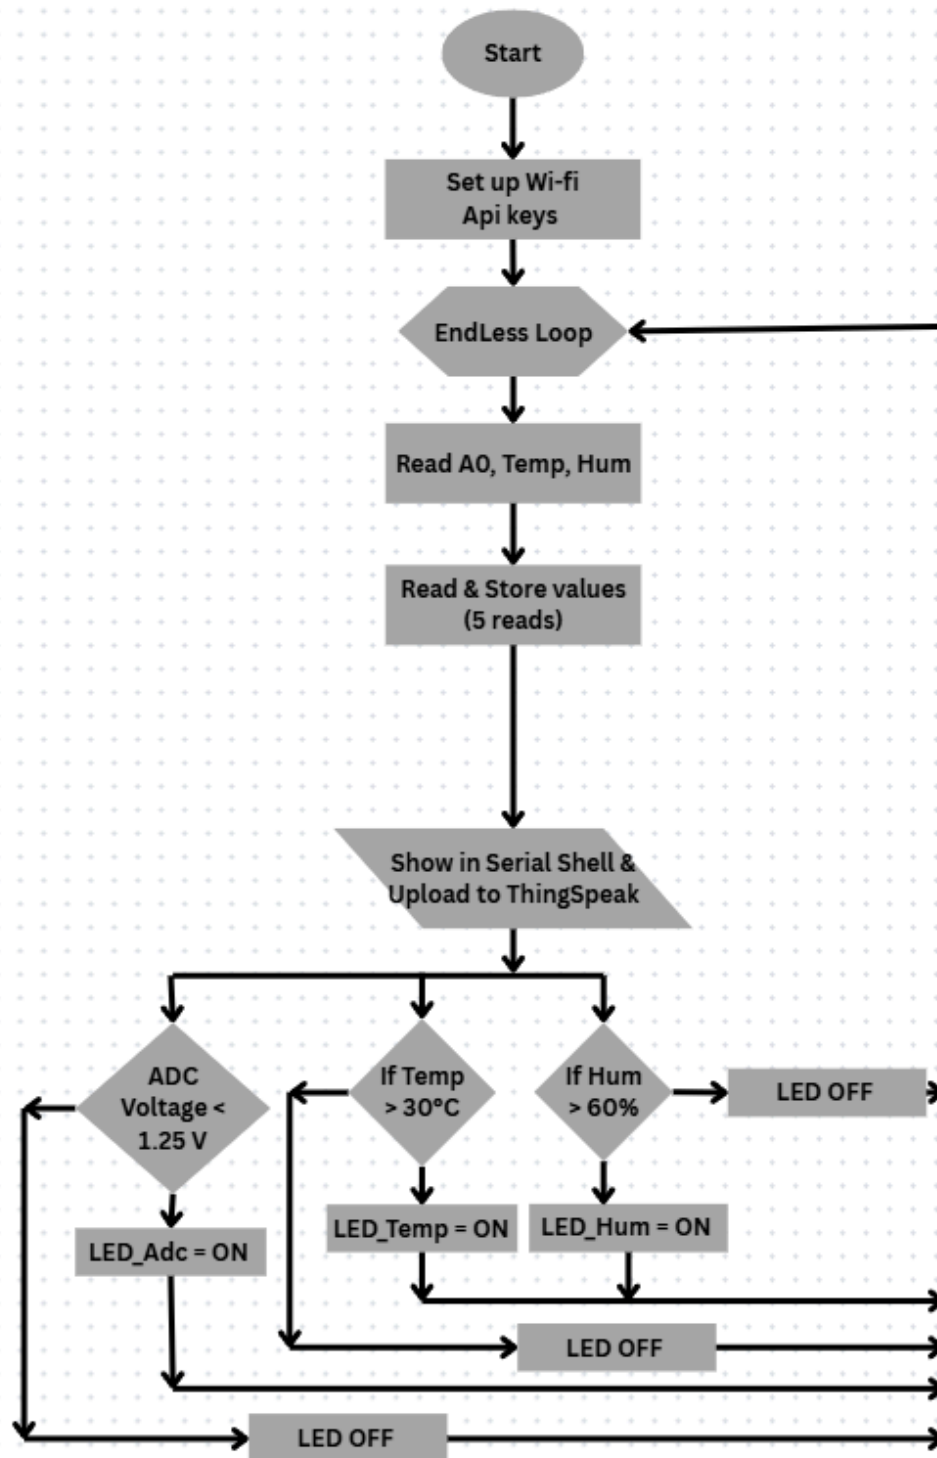 Start
Set up Wi-fi
Api keys
EndLess Loop
Read A0, Temp, Hum
Read & Store values
(5 reads)
Show in Serial Shell &
Upload to ThingSpeak
ADC
Voltage <
1.25 V
If Temp
> 30°C
If Hum
> 60%
LED OFF
LED_Adc = ON
LED_Temp = ON
LED_Hum = ON
LED OFF
LED OFF